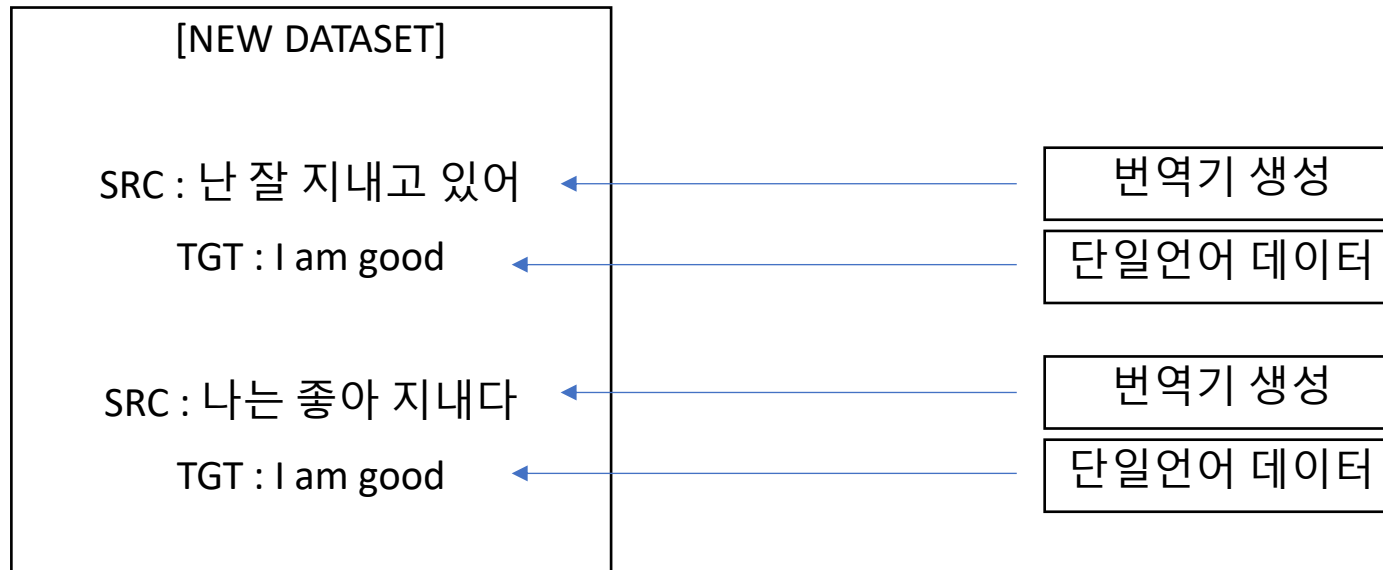 [NEW DATASET]
SRC : 난 잘 지내고 있어
번역기 생성
TGT : I am good
단일언어 데이터
SRC : 나는 좋아 지내다
번역기 생성
TGT : I am good
단일언어 데이터